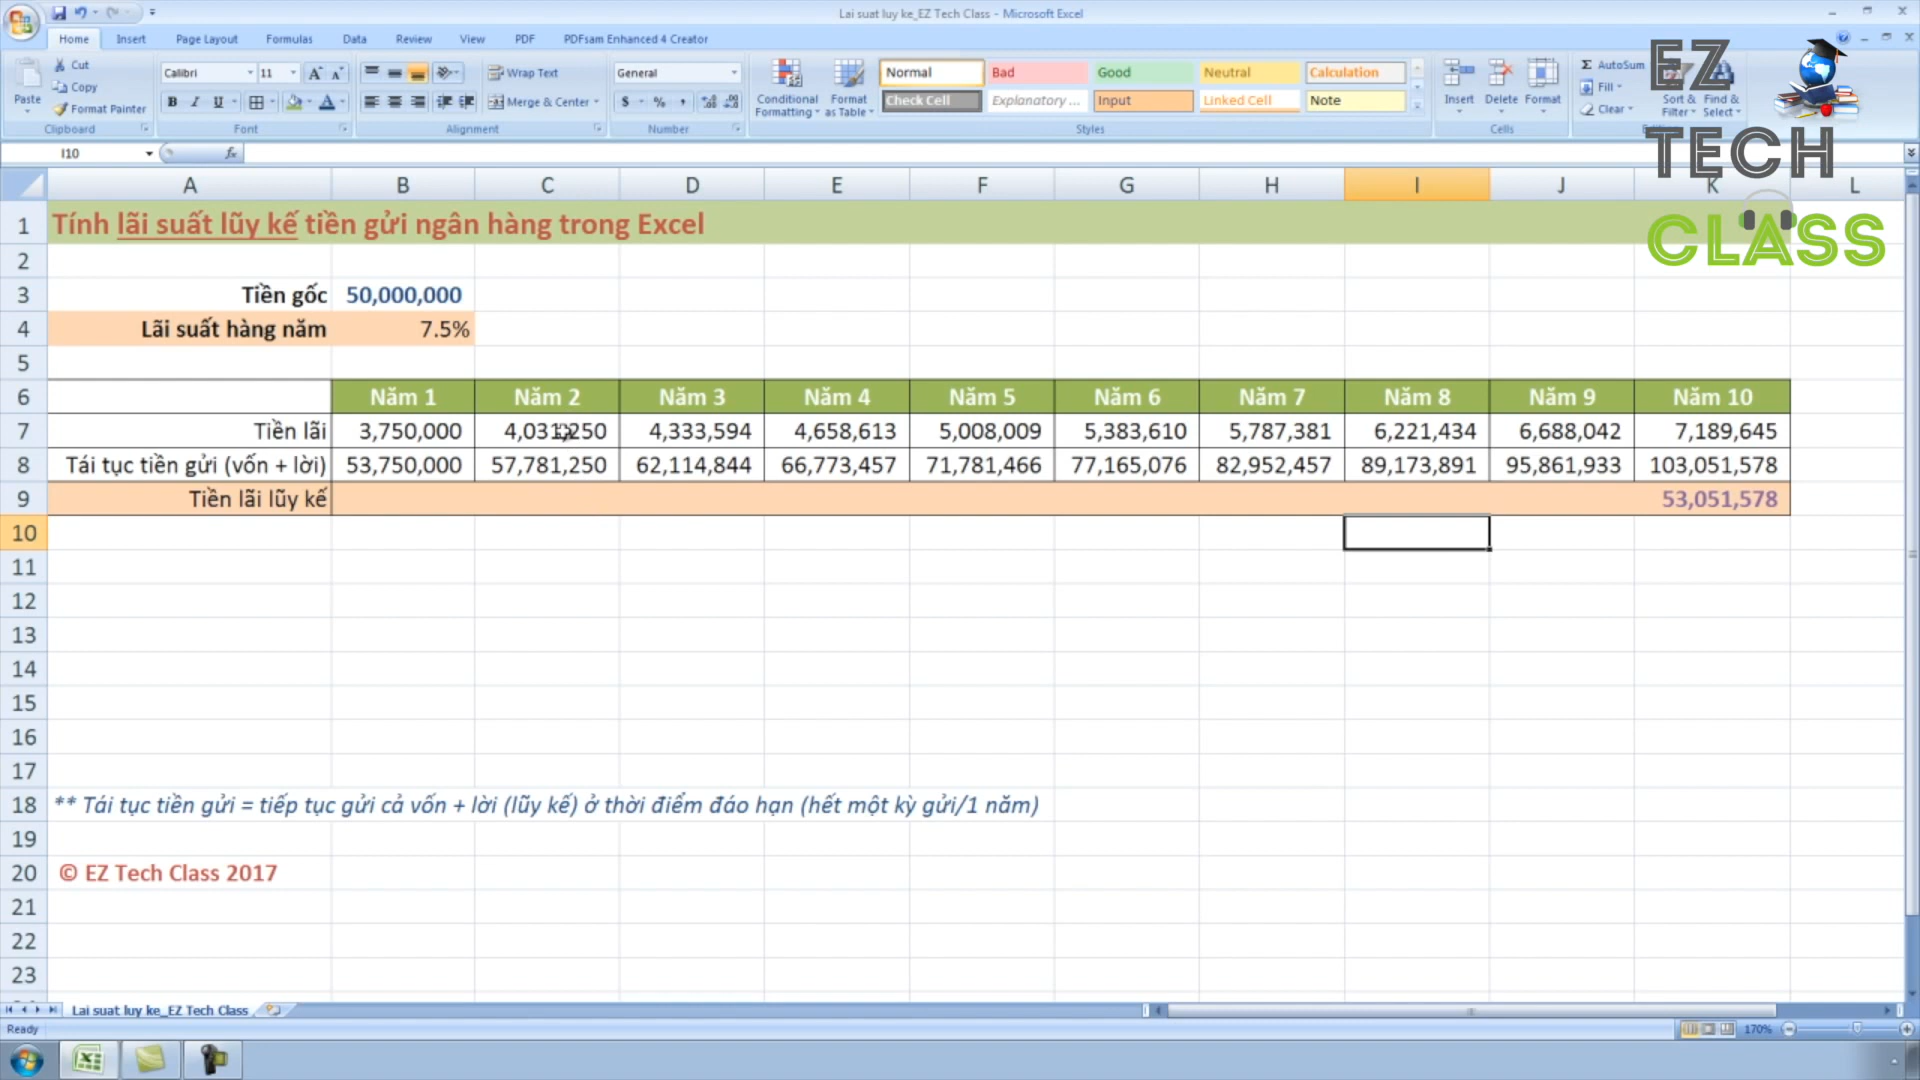 Lai suat luy ke_EZ Tech Class - Microsoft Excel
Home Insert Page Layout Formulas Data Review View PDF PDFsam Enhanced 4 Creator
Paste Cut Copy Format Painter Clipboard
Calibri 11 B I U Font
Wrap Text Merge & Center Alignment
General $ % , Number
Conditional Formatting Format as Table
Normal Bad Good Neutral Calculation
Check Cell Explanatory ... Input Linked Cell Note
Styles
Insert Delete Format Cells
Σ AutoSum Fill Clear Sort & Filter Find & Select
EZ
TECH
CLASS
I10 fx
A B C D E F G H I J K L
1 Tính lãi suất lũy kế tiền gửi ngân hàng trong Excel
2
3 Tiền gốc 50,000,000
4 Lãi suất hàng năm 7.5%
5
6 Năm 1 Năm 2 Năm 3 Năm 4 Năm 5 Năm 6 Năm 7 Năm 8 Năm 9 Năm 10
7 Tiền lãi 3,750,000 4,031,250 4,333,594 4,658,613 5,008,009 5,383,610 5,787,381 6,221,434 6,688,042 7,189,645
8 Tái tục tiền gửi (vốn + lời) 53,750,000 57,781,250 62,114,844 66,773,457 71,781,466 77,165,076 82,952,457 89,173,891 95,861,933 103,051,578
9 Tiền lãi lũy kế 53,051,578
10
11
12
13
14
15
16
17
18 ** Tái tục tiền gửi = tiếp tục gửi cả vốn + lời (lũy kế) ở thời điểm đáo hạn (hết một kỳ gửi/1 năm)
19
20 © EZ Tech Class 2017
21
22
23
Lai suat luy ke_EZ Tech Class
Ready 170%